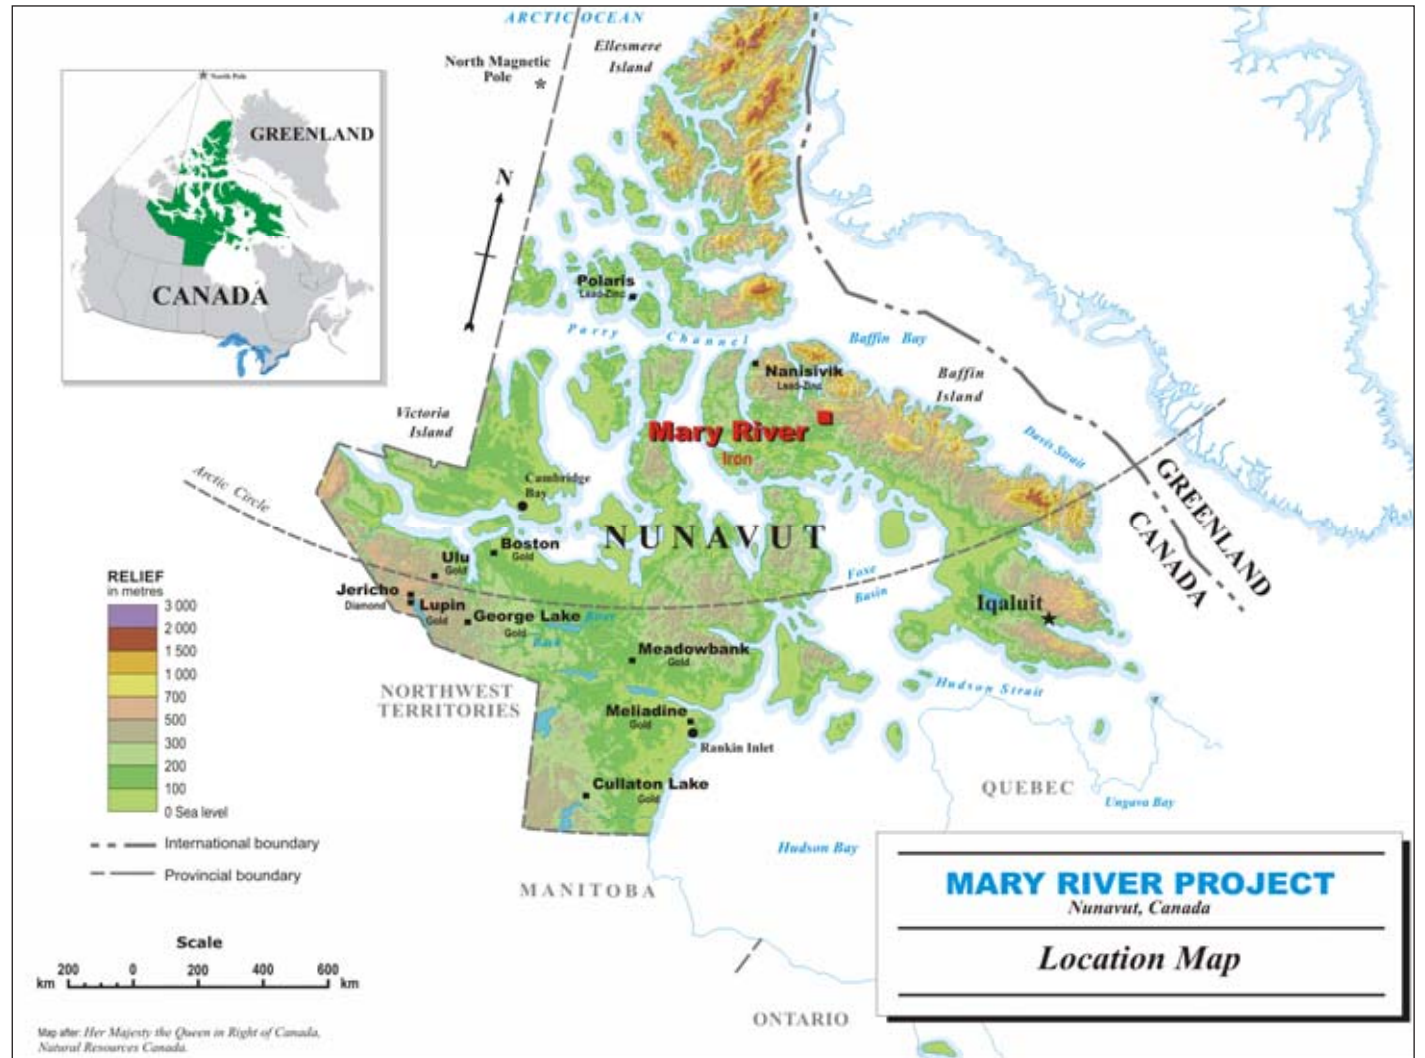 ARCTIC OCEAN
Ellesmere
Island
North Magnetic
Pole
North Pole
GREENLAND
CANADA
N
Polaris
Lead-Zinc
Parry Channel
Baffin Bay
Nanisivik
Lead-Zinc
Baffin
Island
Victoria
Island
Mary River
Iron
Davis Strait
Arctic Circle
Cambridge
Bay
NUNAVUT
GREENLAND
CANADA
Boston
Gold
Ulu
Gold
Foxe
Basin
Jericho
Diamond
Lupin
Gold
George Lake
Gold
River
Back
Iqaluit
Meadowbank
Gold
Hudson Strait
NORTHWEST
TERRITORIES
Meliadine
Gold
Rankin Inlet
Cullaton Lake
Gold
QUEBEC
Ungava Bay
Hudson Bay
MANITOBA
ONTARIO
RELIEF
in metres
3 000
2 000
1 500
1 000
700
500
300
200
100
0 Sea level
International boundary
Provincial boundary
Scale
200 0 200 400 600
km km
Map after: Her Majesty the Queen in Right of Canada,
Natural Resources Canada.
MARY RIVER PROJECT
Nunavut, Canada
Location Map